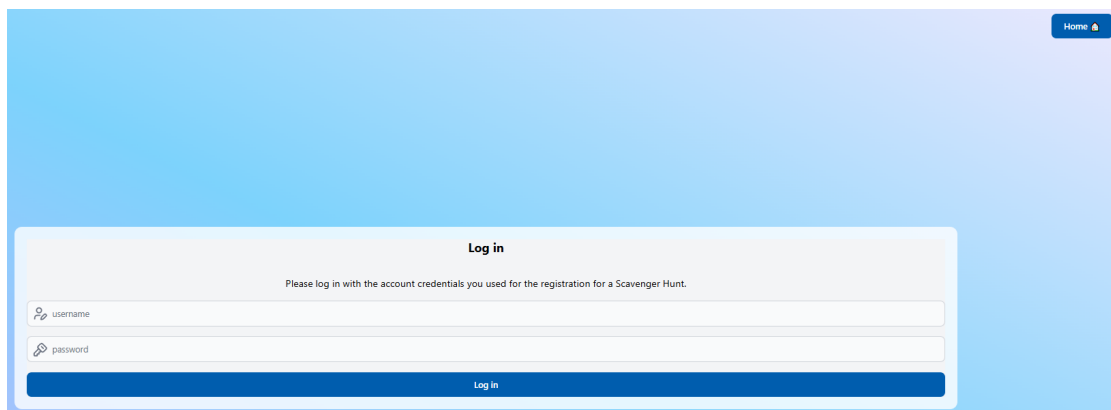 Home
Log in
Please log in with the account credentials you used for the registration for a Scavenger Hunt.
username
password
Log in